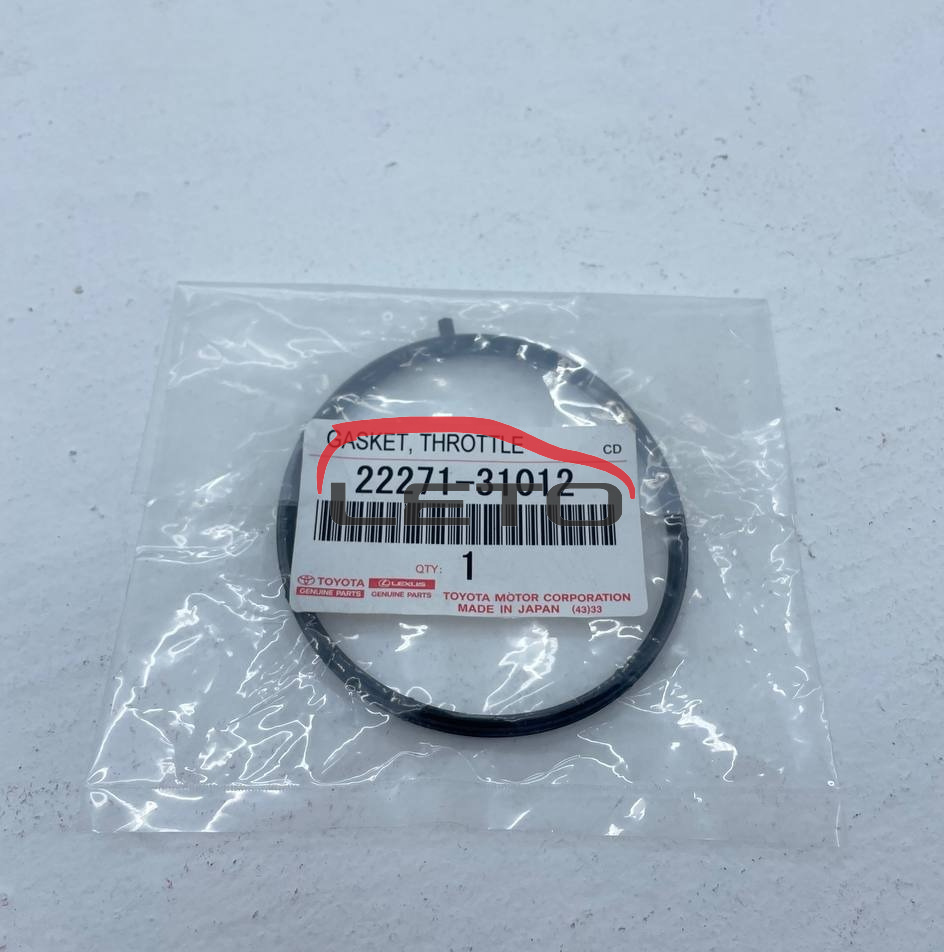 GASKET, THROTTLE CD
22271-31012
LETO
QTY: 1
TOYOTA LEXUS
GENUINE PARTS GENUINE PARTS TOYOTA MOTOR CORPORATION
MADE IN JAPAN (43)33